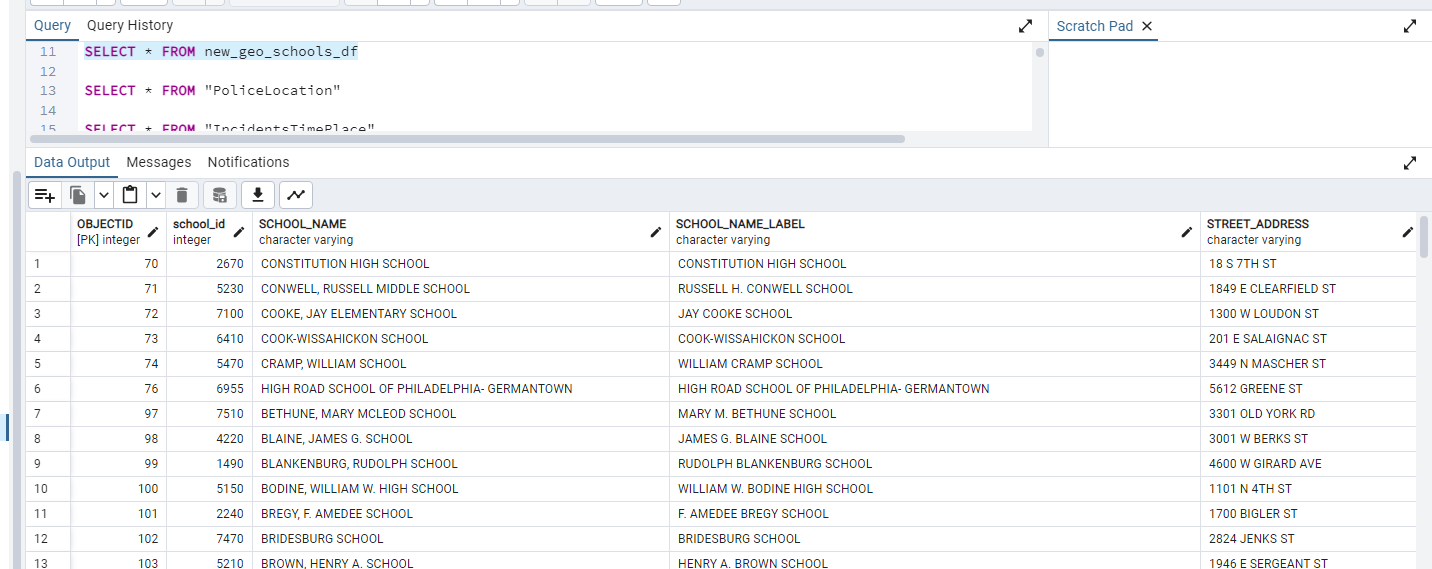 Query Query History Scratch Pad
11 SELECT * FROM new_geo_schools_df
12
13 SELECT * FROM "PoliceLocation"
14
15 SELECT * FROM "IncidentsTimePlace"
Data Output Messages Notifications
OBJECTID school_id SCHOOL_NAME SCHOOL_NAME_LABEL STREET_ADDRESS
[PK] integer integer character varying character varying character varying
1 70 2670 CONSTITUTION HIGH SCHOOL CONSTITUTION HIGH SCHOOL 18 S 7TH ST
2 71 5230 CONWELL, RUSSELL MIDDLE SCHOOL RUSSELL H. CONWELL SCHOOL 1849 E CLEARFIELD ST
3 72 7100 COOKE, JAY ELEMENTARY SCHOOL JAY COOKE SCHOOL 1300 W LOUDON ST
4 73 6410 COOK-WISSAHICKON SCHOOL COOK-WISSAHICKON SCHOOL 201 E SALAIGNAC ST
5 74 5470 CRAMP, WILLIAM SCHOOL WILLIAM CRAMP SCHOOL 3449 N MASCHER ST
6 76 6955 HIGH ROAD SCHOOL OF PHILADELPHIA- GERMANTOWN HIGH ROAD SCHOOL OF PHILADELPHIA- GERMANTOWN 5612 GREENE ST
7 97 7510 BETHUNE, MARY MCLEOD SCHOOL MARY M. BETHUNE SCHOOL 3301 OLD YORK RD
8 98 4220 BLAINE, JAMES G. SCHOOL JAMES G. BLAINE SCHOOL 3001 W BERKS ST
9 99 1490 BLANKENBURG, RUDOLPH SCHOOL RUDOLPH BLANKENBURG SCHOOL 4600 W GIRARD AVE
10 100 5150 BODINE, WILLIAM W. HIGH SCHOOL WILLIAM W. BODINE HIGH SCHOOL 1101 N 4TH ST
11 101 2240 BREGY, F. AMEDEE SCHOOL F. AMEDEE BREGY SCHOOL 1700 BIGLER ST
12 102 7470 BRIDESBURG SCHOOL BRIDESBURG SCHOOL 2824 JENKS ST
13 103 5210 BROWN, HENRY A. SCHOOL HENRY A. BROWN SCHOOL 1946 E SERGEANT ST